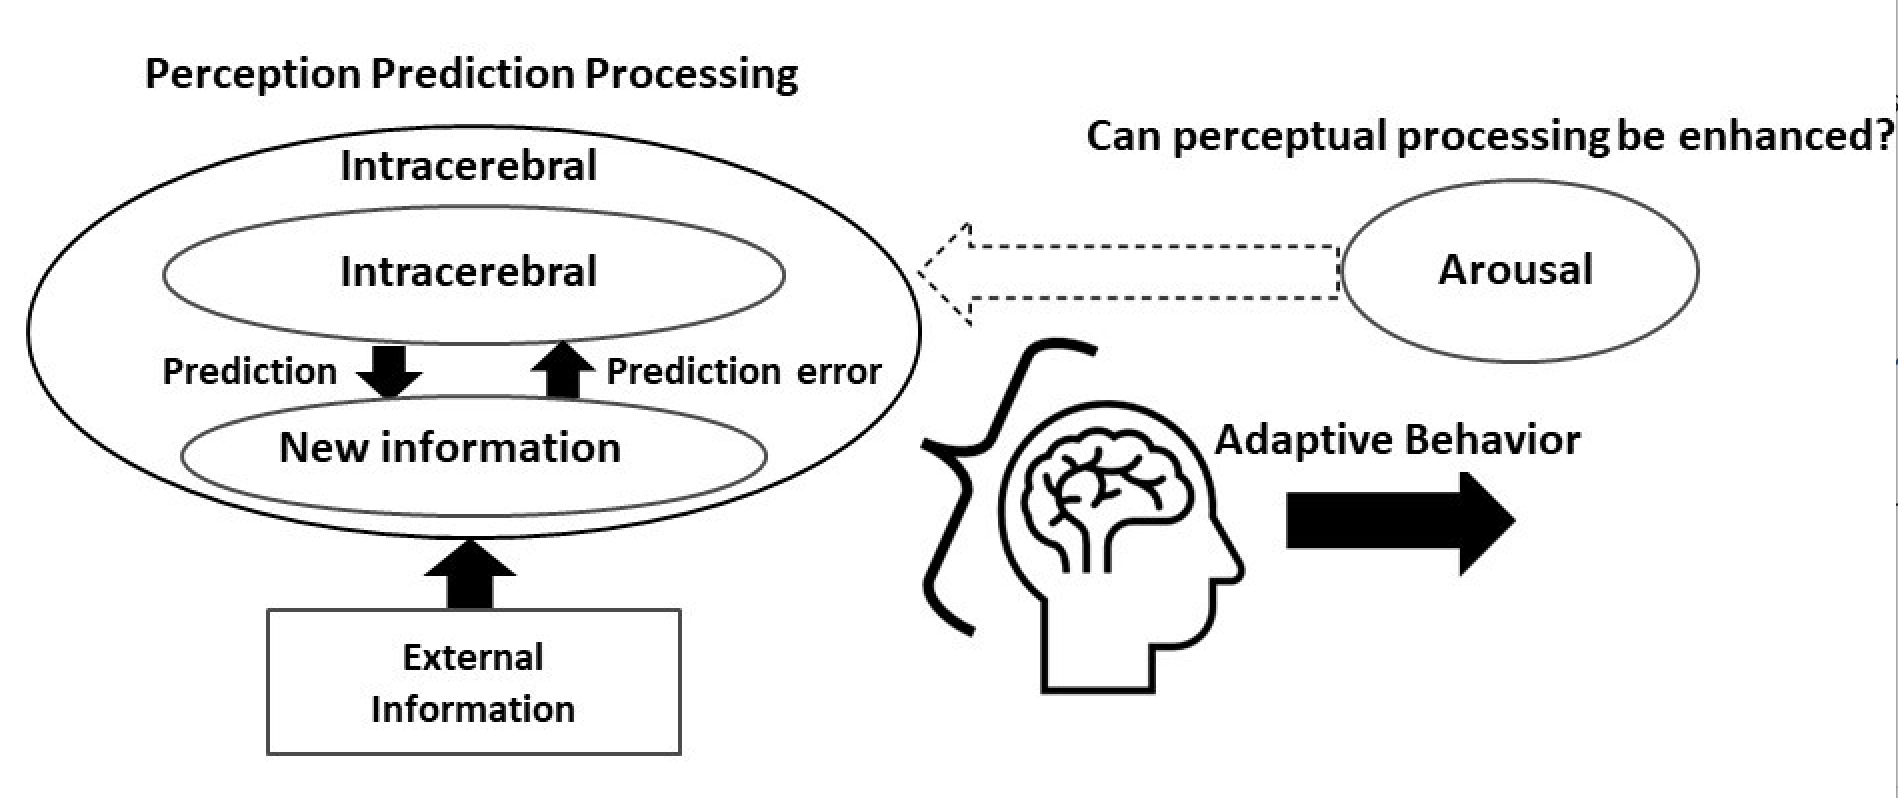 Perception Prediction Processing
Can perceptual processing be enhanced?
Intracerebral
Intracerebral
Arousal
Prediction
Prediction error
Adaptive Behavior
New information
External
Information